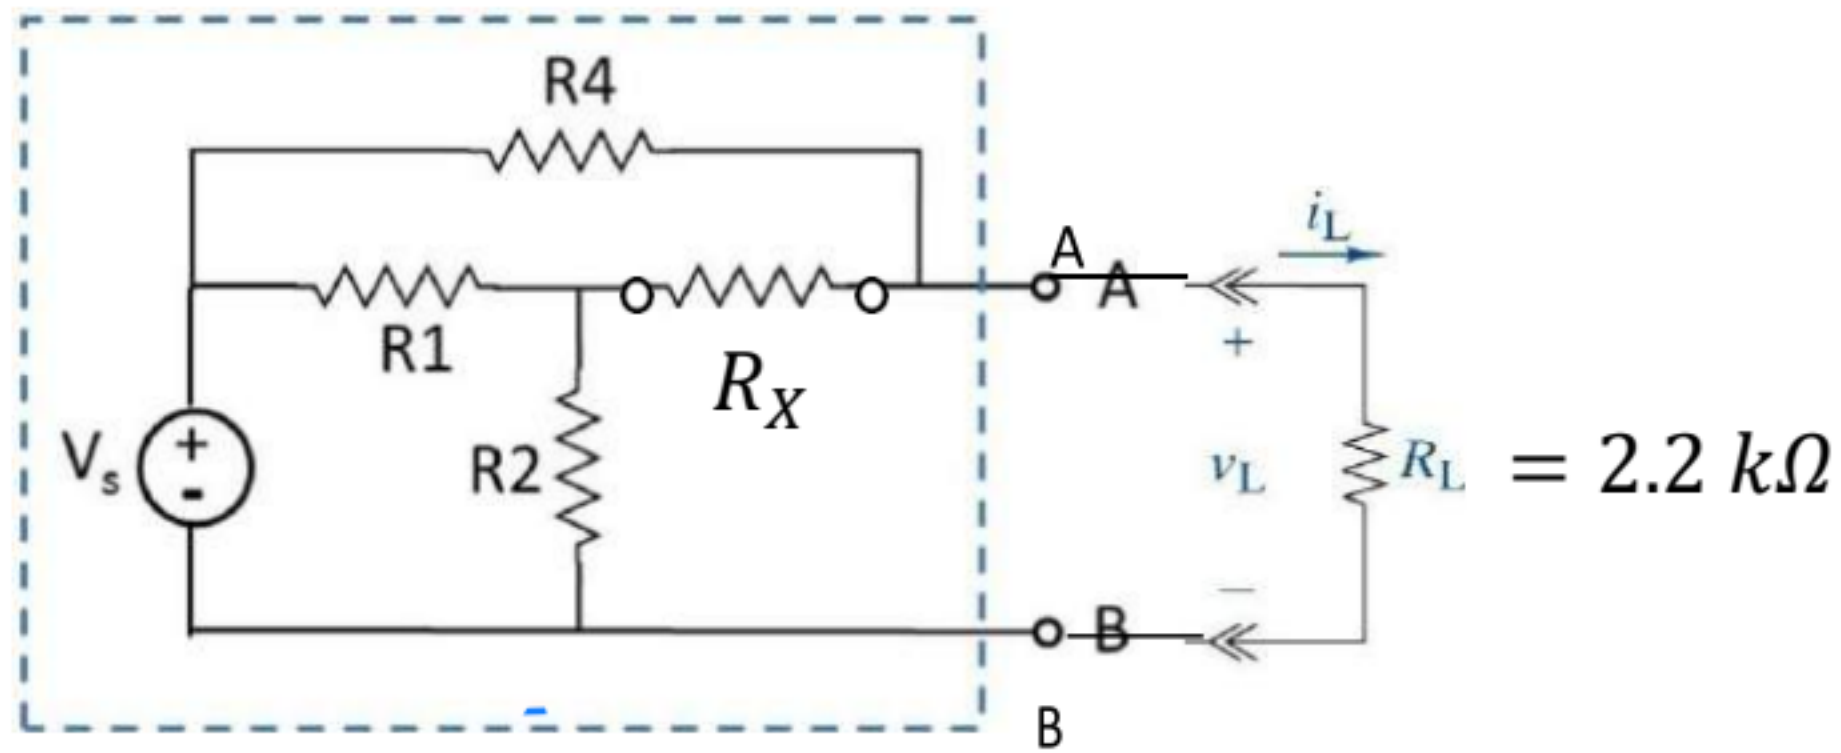 R4
iL
A
A
R1
+
RX
Vs
+
-
R2
vL
RL = 2.2 kΩ
−
B
B